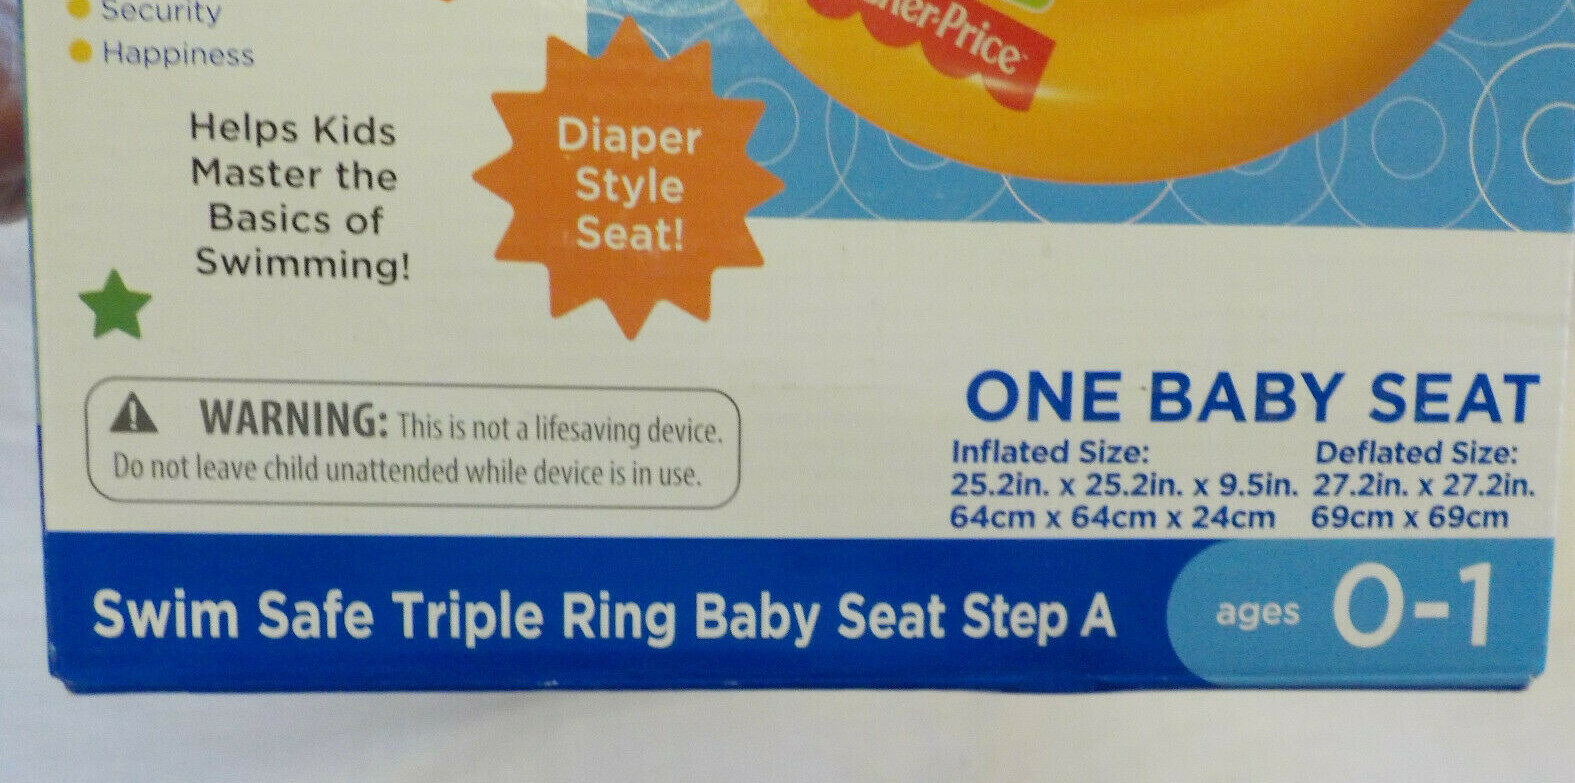 Security
Happiness
her-Price
Helps Kids
Master the
Basics of
Swimming!
Diaper
Style
Seat!
WARNING: This is not a lifesaving device.
Do not leave child unattended while device is in use.
ONE BABY SEAT
Inflated Size:
25.2in. x 25.2in. x 9.5in.
64cm x 64cm x 24cm
Deflated Size:
27.2in. x 27.2in.
69cm x 69cm
Swim Safe Triple Ring Baby Seat Step A
ages 0-1